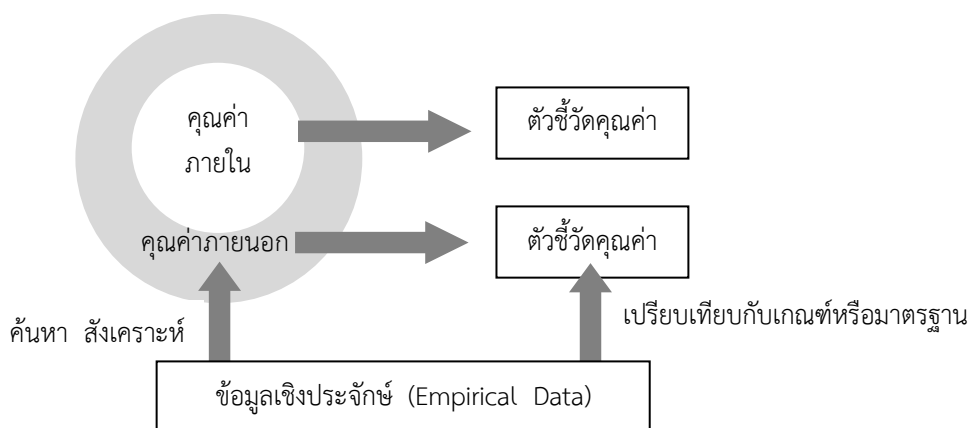 คุณค่า
ภายใน
ตัวชี้วัดคุณค่า
คุณค่าภายนอก
ตัวชี้วัดคุณค่า
ค้นหา สังเคราะห์
เปรียบเทียบกับเกณฑ์หรือมาตรฐาน
ข้อมูลเชิงประจักษ์ (Empirical Data)